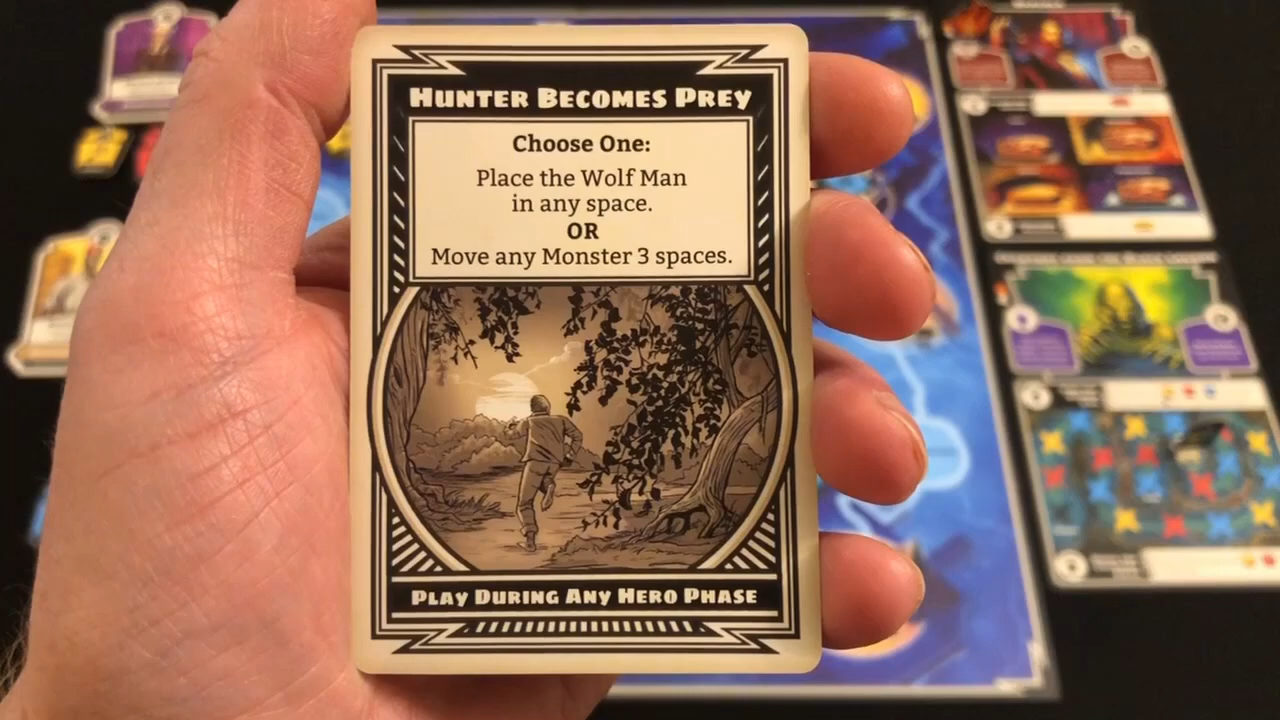 Hunter Becomes Prey
Choose One:
Place the Wolf Man
in any space.
OR
Move any Monster 3 spaces.
Play During Any Hero Phase